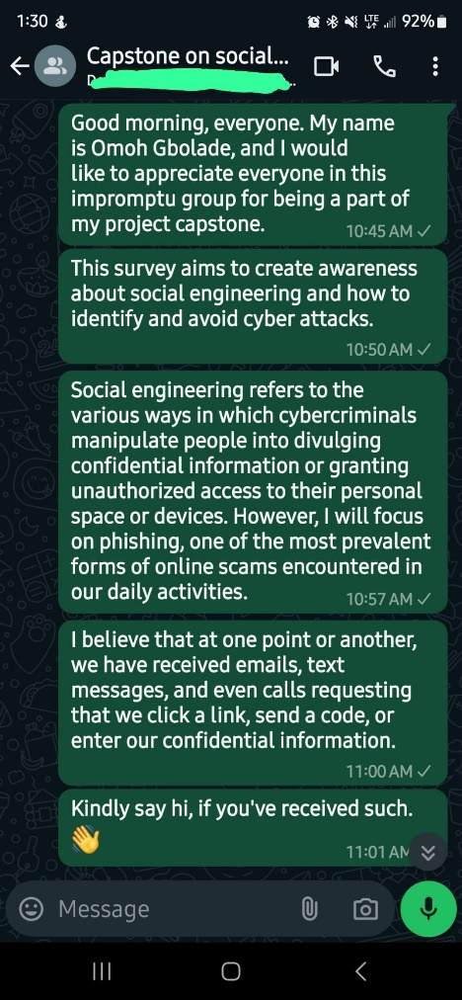 1:30 LTE 92%
Capstone on social...
D
Good morning, everyone. My name
is Omoh Gbolade, and I would
like to appreciate everyone in this
impromptu group for being a part of
my project capstone.
10:45 AM
This survey aims to create awareness
about social engineering and how to
identify and avoid cyber attacks.
10:50 AM
Social engineering refers to the
various ways in which cybercriminals
manipulate people into divulging
confidential information or granting
unauthorized access to their personal
space or devices. However, I will focus
on phishing, one of the most prevalent
forms of online scams encountered in
our daily activities.
10:57 AM
I believe that at one point or another,
we have received emails, text
messages, and even calls requesting
that we click a link, send a code, or
enter our confidential information.
11:00 AM
Kindly say hi, if you've received such.
👋
11:01 AM
Message